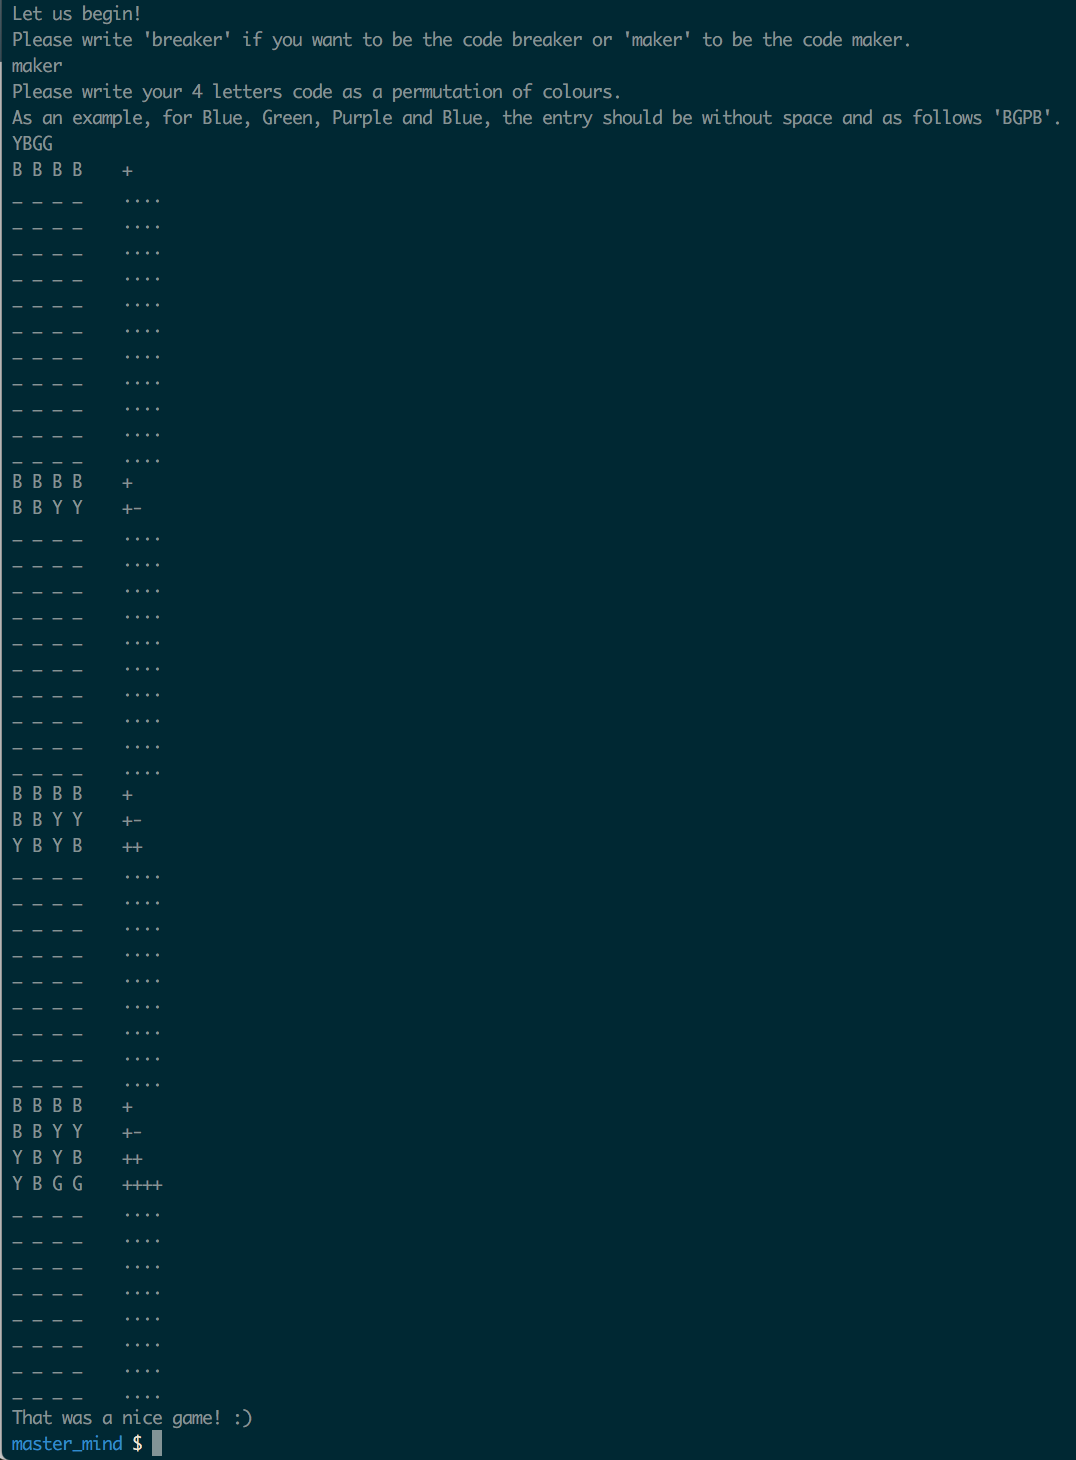 Let us begin!
Please write 'breaker' if you want to be the code breaker or 'maker' to be the code maker.
maker
Please write your 4 letters code as a permutation of colours.
As an example, for Blue, Green, Purple and Blue, the entry should be without space and as follows 'BGPB'.
YBGG
B B B B    +
_ _ _ _    ....
_ _ _ _    ....
_ _ _ _    ....
_ _ _ _    ....
_ _ _ _    ....
_ _ _ _    ....
_ _ _ _    ....
_ _ _ _    ....
_ _ _ _    ....
_ _ _ _    ....
_ _ _ _    ....
B B B B    +
B B Y Y    +-
_ _ _ _    ....
_ _ _ _    ....
_ _ _ _    ....
_ _ _ _    ....
_ _ _ _    ....
_ _ _ _    ....
_ _ _ _    ....
_ _ _ _    ....
_ _ _ _    ....
_ _ _ _    ....
B B B B    +
B B Y Y    +-
Y B Y B    ++
_ _ _ _    ....
_ _ _ _    ....
_ _ _ _    ....
_ _ _ _    ....
_ _ _ _    ....
_ _ _ _    ....
_ _ _ _    ....
_ _ _ _    ....
_ _ _ _    ....
B B B B    +
B B Y Y    +-
Y B Y B    ++
Y B G G    ++++
_ _ _ _    ....
_ _ _ _    ....
_ _ _ _    ....
_ _ _ _    ....
_ _ _ _    ....
_ _ _ _    ....
_ _ _ _    ....
_ _ _ _    ....
That was a nice game! :)
master_mind $